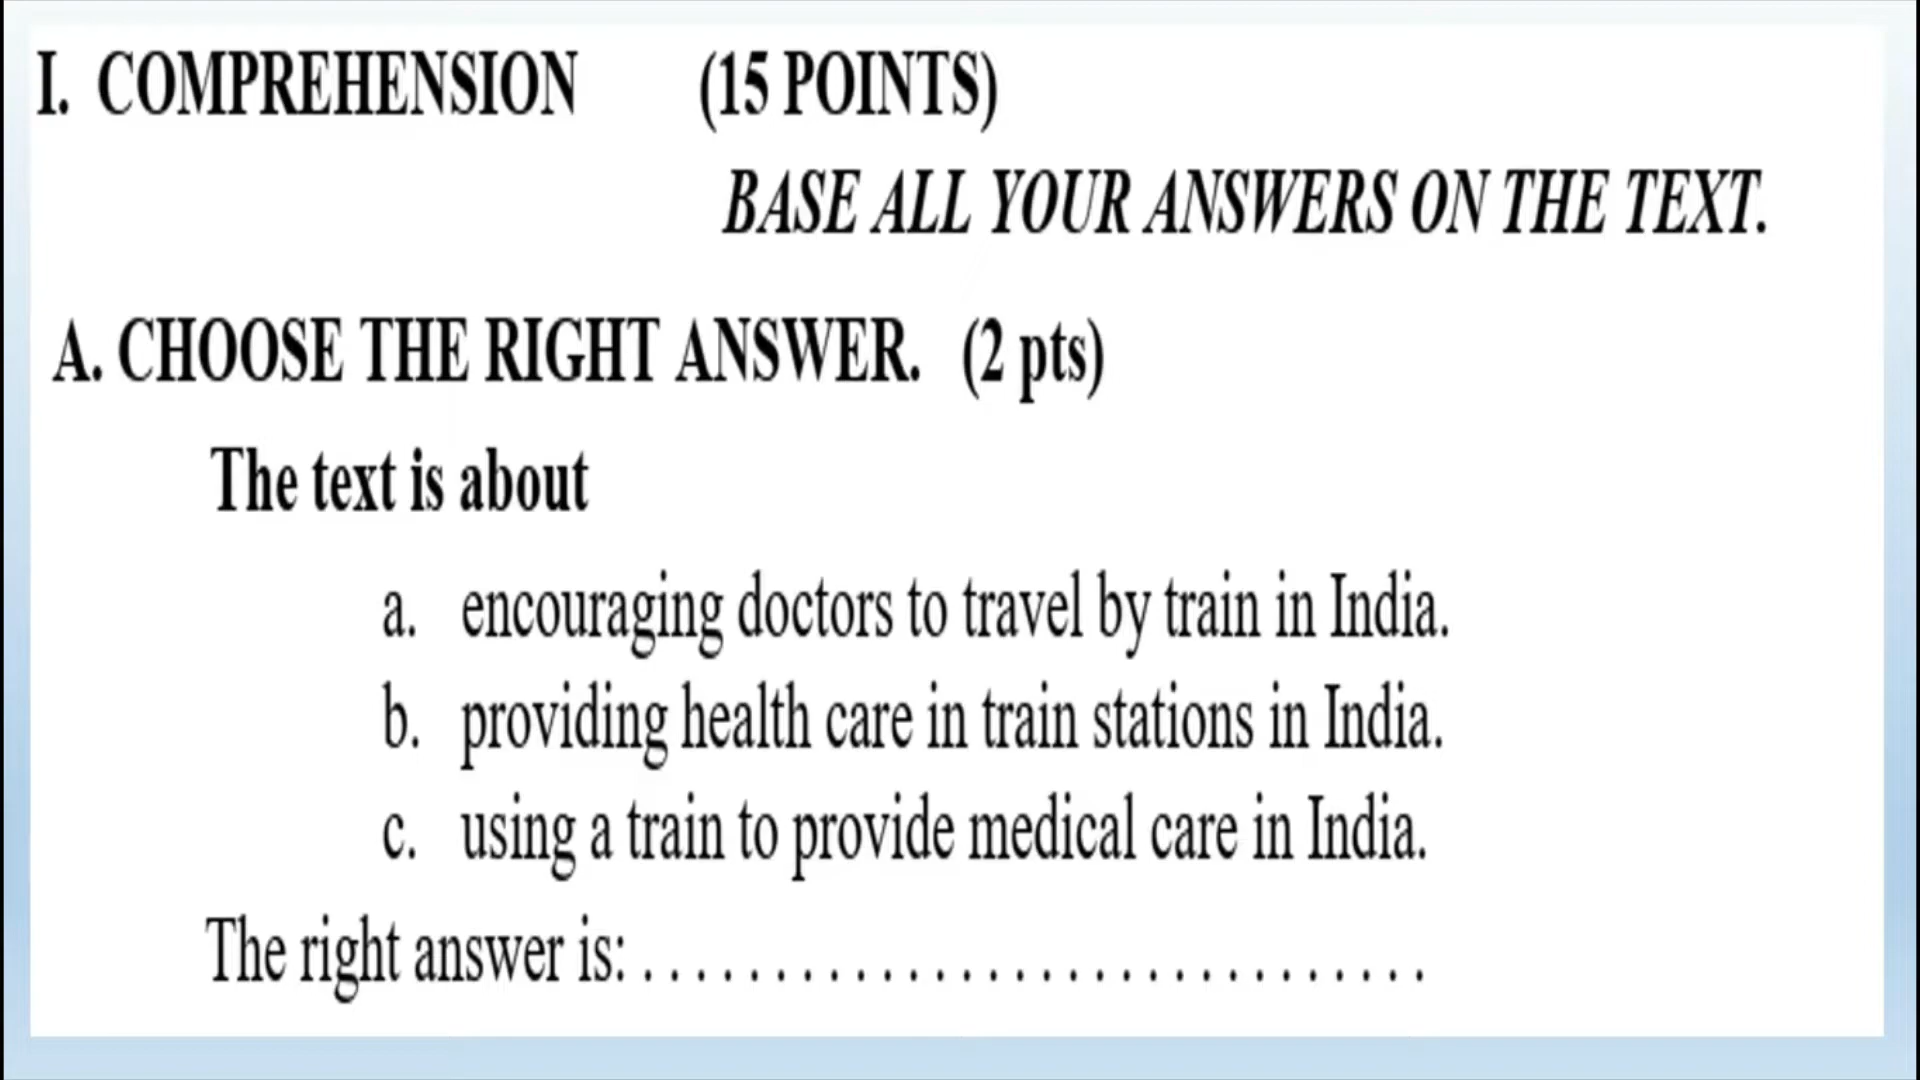 I. COMPREHENSION (15 POINTS)
BASE ALL YOUR ANSWERS ON THE TEXT.
A. CHOOSE THE RIGHT ANSWER. (2 pts)
The text is about
a. encouraging doctors to travel by train in India.
b. providing health care in train stations in India.
c. using a train to provide medical care in India.
The right answer is: . . . . . . . . . . . . . . . . . . . . . . . . . . . . . .